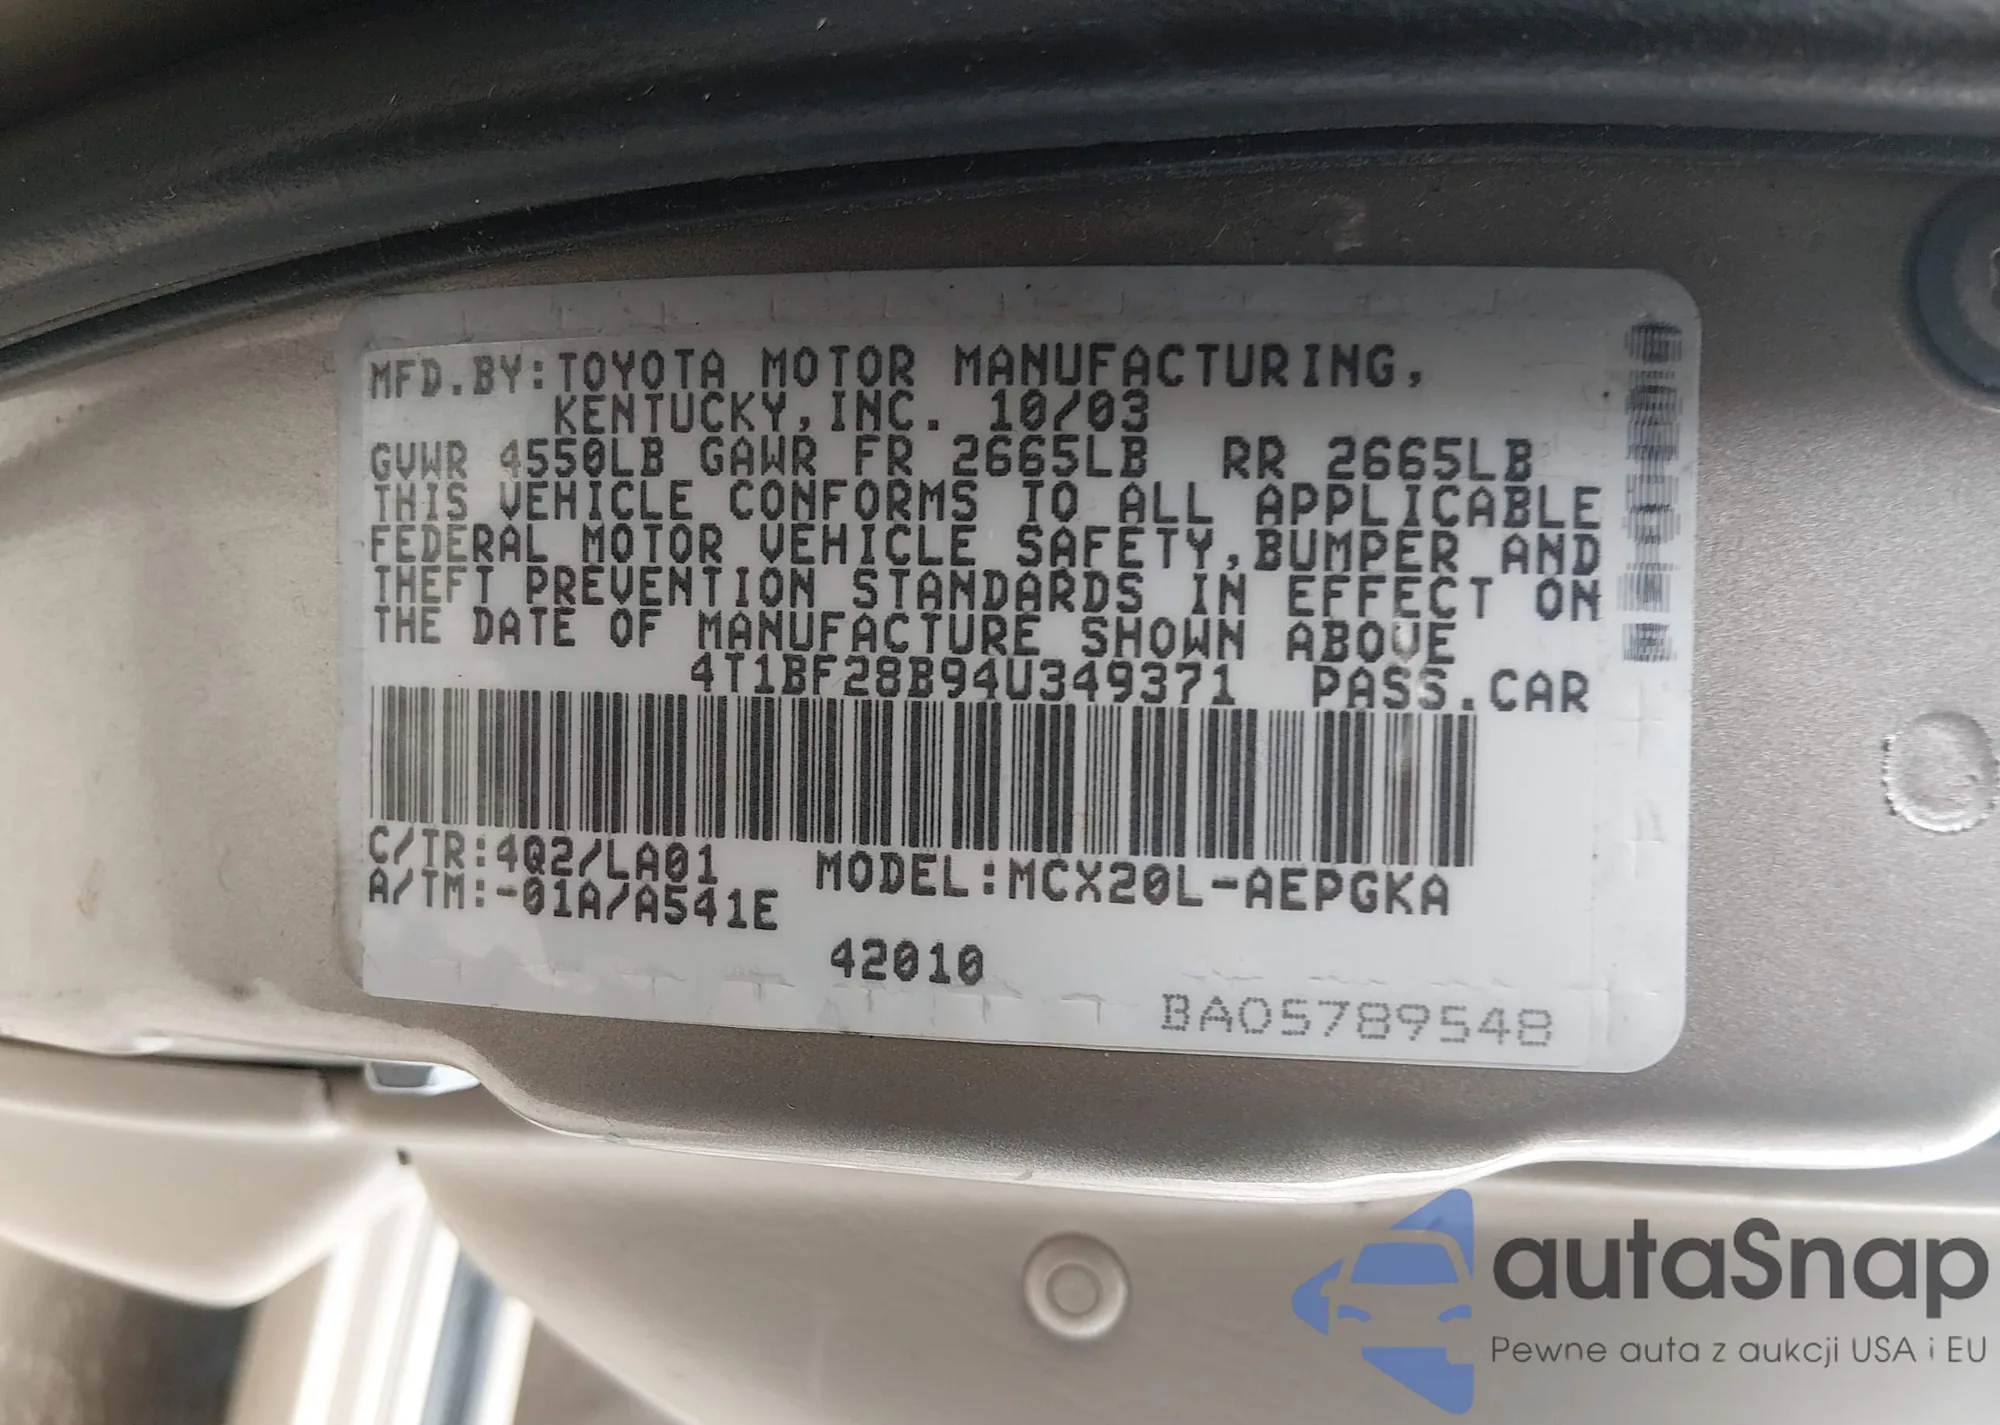 MFD.BY:TOYOTA MOTOR MANUFACTURING,
KENTUCKY,INC. 10/03
GVWR 4550LB GAWR FR 2665LB RR 2665LB
THIS VEHICLE CONFORMS TO ALL APPLICABLE
FEDERAL MOTOR VEHICLE SAFETY,BUMPER AND
THEFT PREVENTION STANDARDS IN EFFECT ON
THE DATE OF MANUFACTURE SHOWN ABOVE
4T1BF28B94U349371 PASS.CAR
C/TR:4Q2/LA01 MODEL:MCX20L-AEPGKA
A/TM:-01A/A541E
42010
BA05789548
autaSnap
Pewne auta z aukcji USA i EU